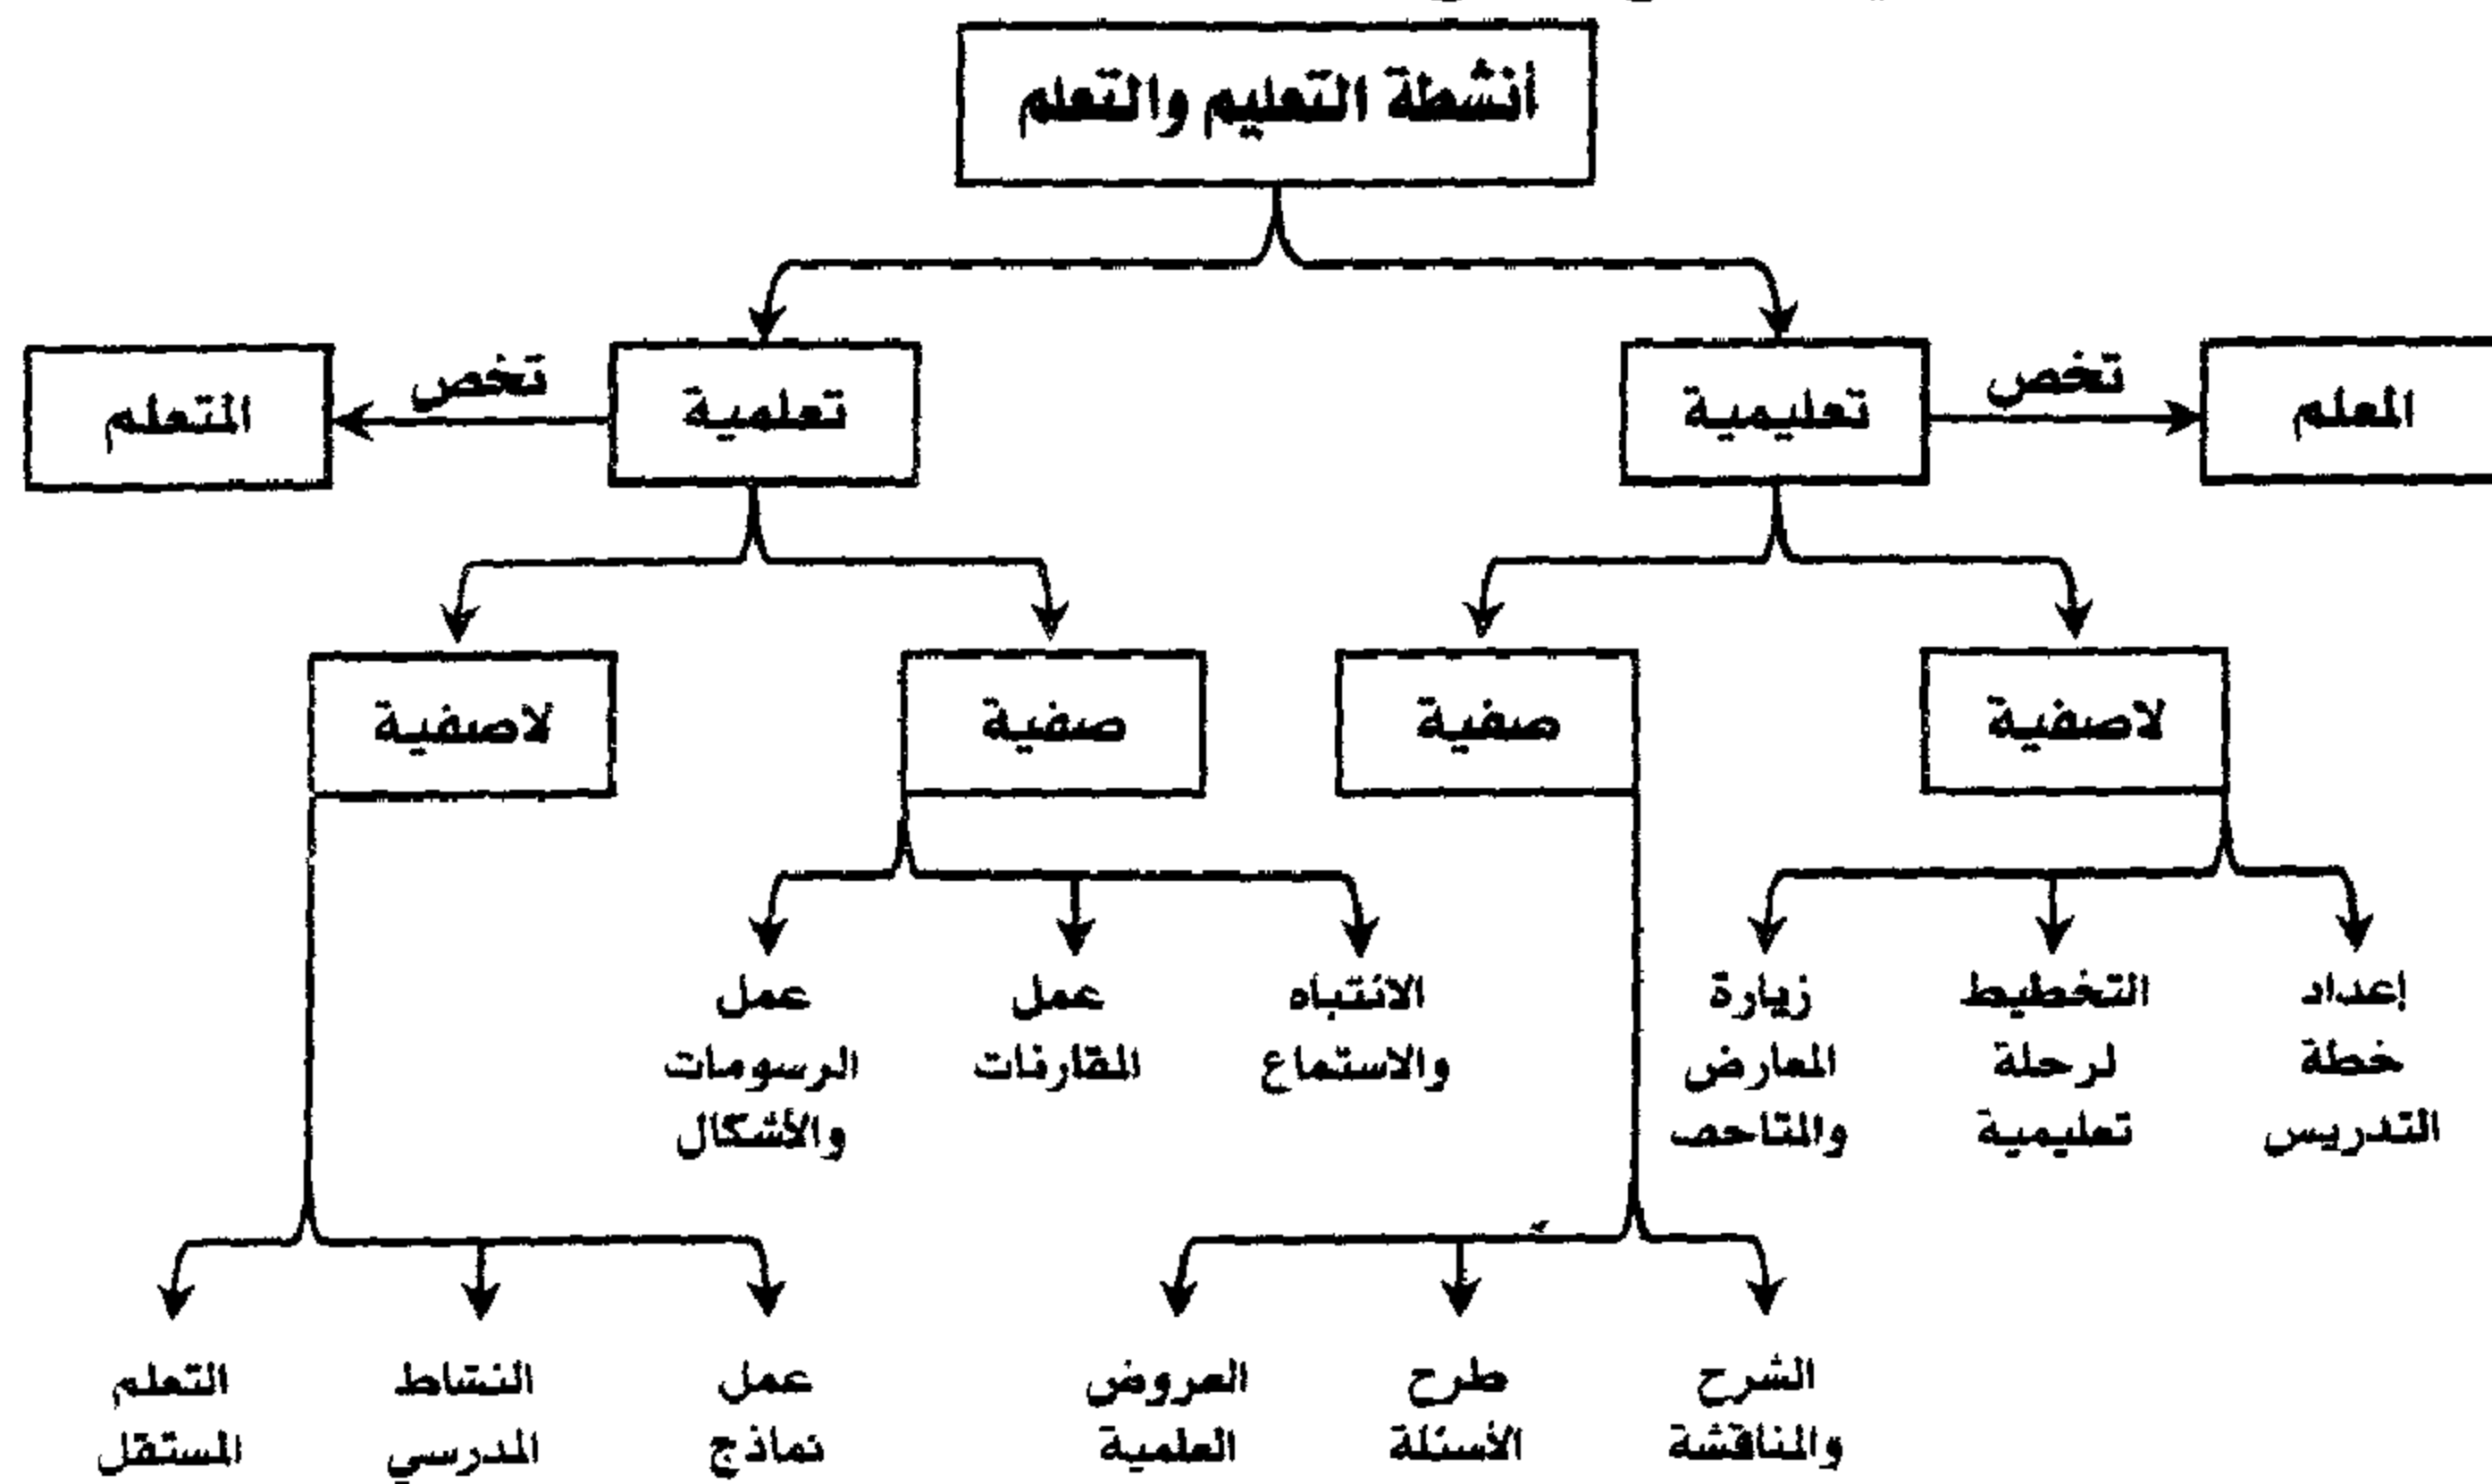 أنشطة التعليم والتعلم
المعلم
تخص
تعليمية
تعلمية
تخص
المتعلم
لاصفية
صفية
صفية
لاصفية
إعداد
خطة
التدريس
التخطيط
لرحلة
تعليمية
زيارة
المعارض
والمتاحف
الانتباه
والاستماع
عمل
المقارنات
عمل
الرسومات
والأشكال
الشرح
والمناقشة
طرح
الأسئلة
العروض
العلمية
عمل
نماذج
النشاط
المدرسي
التعلم
المستقل